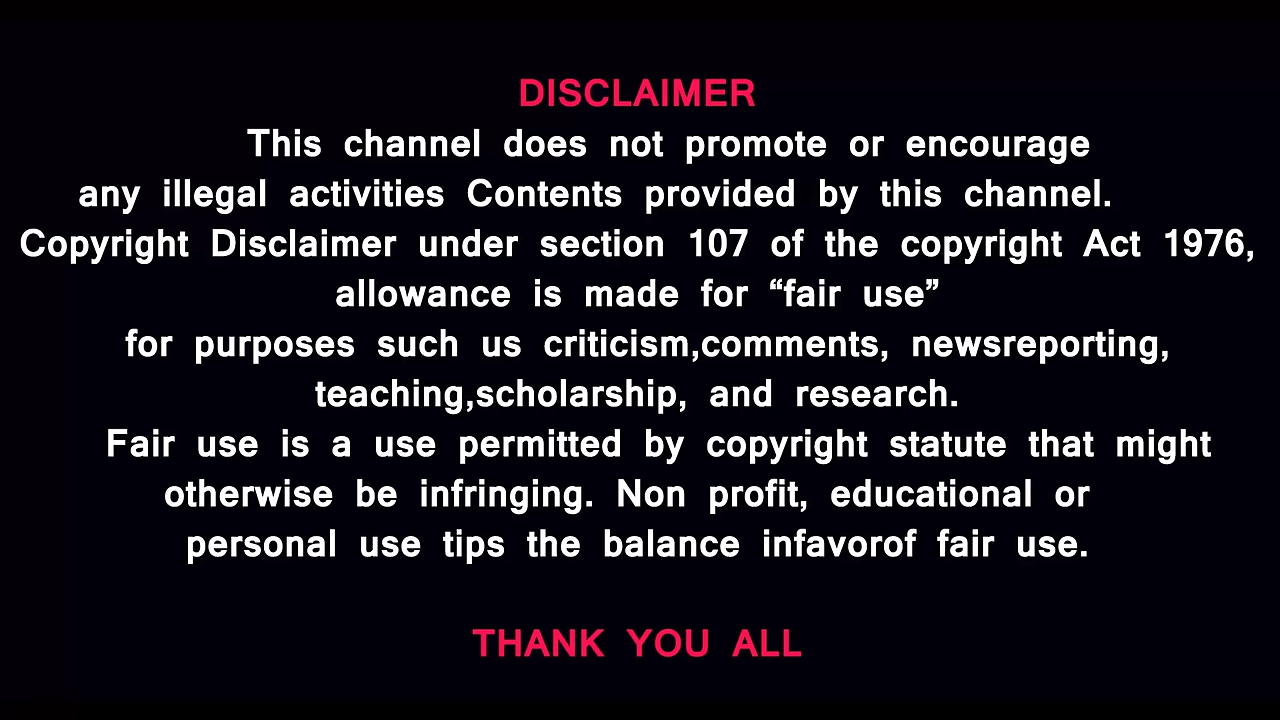 DISCLAIMER
This channel does not promote or encourage
any illegal activities Contents provided by this channel.
Copyright Disclaimer under section 107 of the copyright Act 1976,
allowance is made for “fair use”
for purposes such us criticism,comments, newsreporting,
teaching,scholarship, and research.
Fair use is a use permitted by copyright statute that might
otherwise be infringing. Non profit, educational or
personal use tips the balance infavorof fair use.
THANK YOU ALL